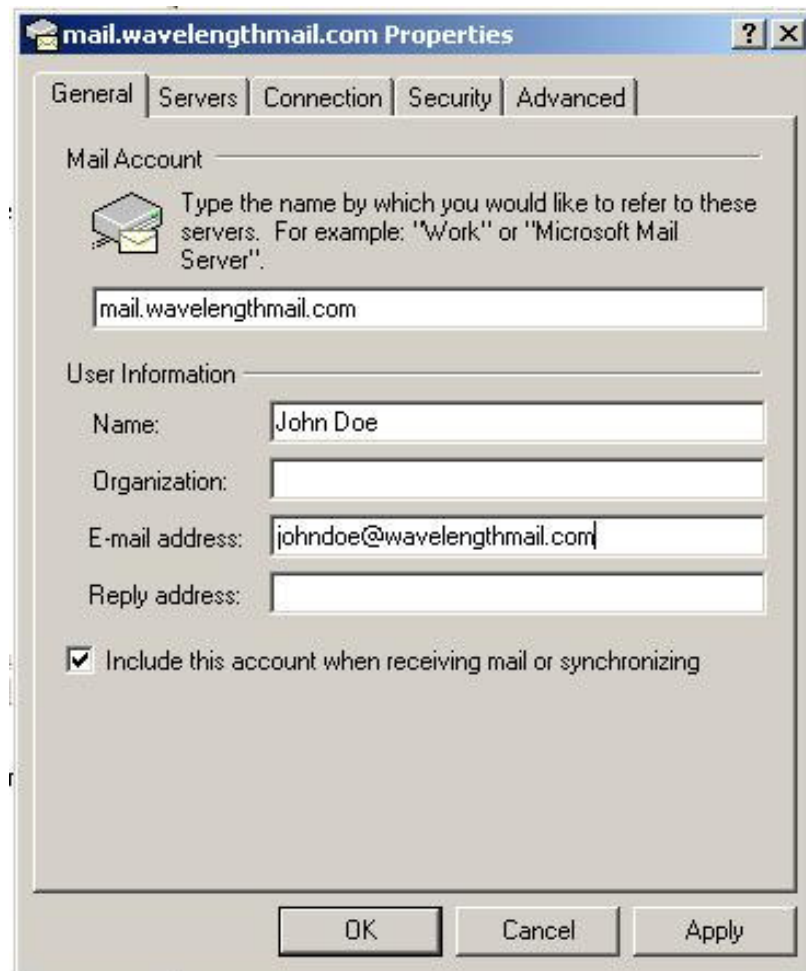 mail.wavelengthmail.com Properties
General Servers Connection Security Advanced
Mail Account
Type the name by which you would like to refer to these
servers. For example: "Work" or "Microsoft Mail
Server".
mail.wavelengthmail.com
User Information
Name: John Doe
Organization:
E-mail address: johndoe@wavelengthmail.com
Reply address:
Include this account when receiving mail or synchronizing
OK Cancel Apply